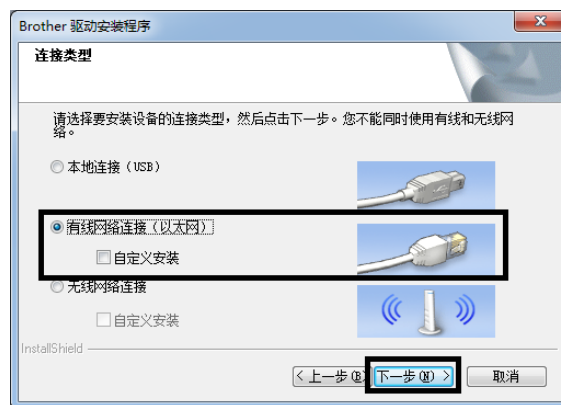 Brother 驱动安装程序
连接类型
请选择要安装设备的连接类型，然后点击下一步。您不能同时使用有线和无线网
络。
本地连接（USB）
有线网络连接（以太网）
自定义安装
无线网络连接
自定义安装
InstallShield
< 上一步(B) 下一步(N) > 取消